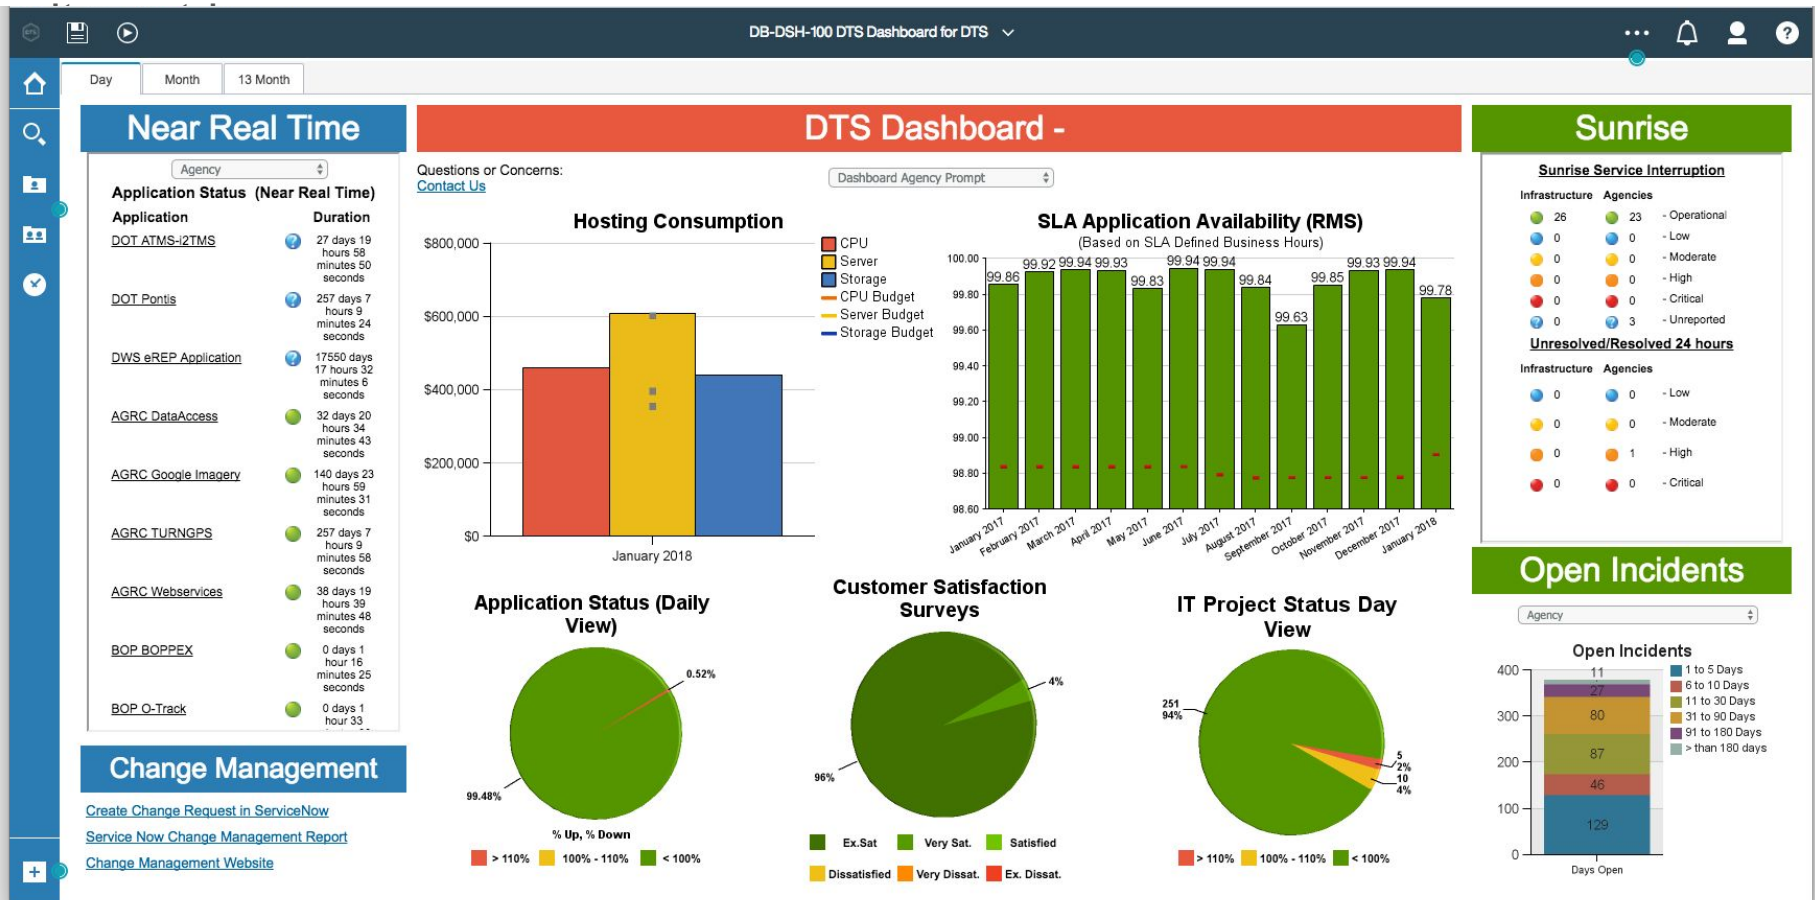 DB-DSH-100 DTS Dashboard for DTS
Day
Month
13 Month
Near Real Time
Agency
Application Status (Near Real Time)
Application Duration
DOT ATMS-i2TMS
27 days 19
hours 58
minutes 50
seconds
DOT Pontis
257 days 7
hours 9
minutes 24
seconds
DWS eREP Application
17550 days
17 hours 32
minutes 6
seconds
AGRC DataAccess
32 days 20
hours 34
minutes 43
seconds
AGRC Google Imagery
140 days 23
hours 59
minutes 31
seconds
AGRC TURNGPS
257 days 7
hours 9
minutes 58
seconds
AGRC Webservices
38 days 19
hours 39
minutes 48
seconds
BOP BOPPEX
0 days 1
hour 16
minutes 25
seconds
BOP O-Track
0 days 1
hour 33
Change Management
Create Change Request in ServiceNow
Service Now Change Management Report
Change Management Website
DTS Dashboard -
Questions or Concerns:
Contact Us
Dashboard Agency Prompt
Hosting Consumption
$800,000
$600,000
$400,000
$200,000
$0
January 2018
CPU
Server
Storage
CPU Budget
Server Budget
Storage Budget
SLA Application Availability (RMS)
(Based on SLA Defined Business Hours)
100.00
99.80
99.60
99.40
99.20
99.00
98.80
98.60
99.86
99.92
99.94
99.93
99.83
99.94
99.94
99.84
99.63
99.85
99.93
99.94
99.78
January 2017
February 2017
March 2017
April 2017
May 2017
June 2017
July 2017
August 2017
September 2017
October 2017
November 2017
December 2017
January 2018
Application Status (Daily
View)
0.52%
99.48%
% Up, % Down
> 110%
100% - 110%
< 100%
Customer Satisfaction
Surveys
4%
96%
Ex.Sat
Very Sat.
Satisfied
Dissatisfied
Very Dissat.
Ex. Dissat.
IT Project Status Day
View
251
94%
5
2%
10
4%
> 110%
100% - 110%
< 100%
Sunrise
Sunrise Service Interruption
Infrastructure Agencies
26 23 - Operational
0 0 - Low
0 0 - Moderate
0 0 - High
0 0 - Critical
0 3 - Unreported
Unresolved/Resolved 24 hours
Infrastructure Agencies
0 0 - Low
0 0 - Moderate
0 1 - High
0 0 - Critical
Open Incidents
Agency
Open Incidents
400
300
200
100
0
11
27
80
87
46
129
Days Open
1 to 5 Days
6 to 10 Days
11 to 30 Days
31 to 90 Days
91 to 180 Days
> than 180 days